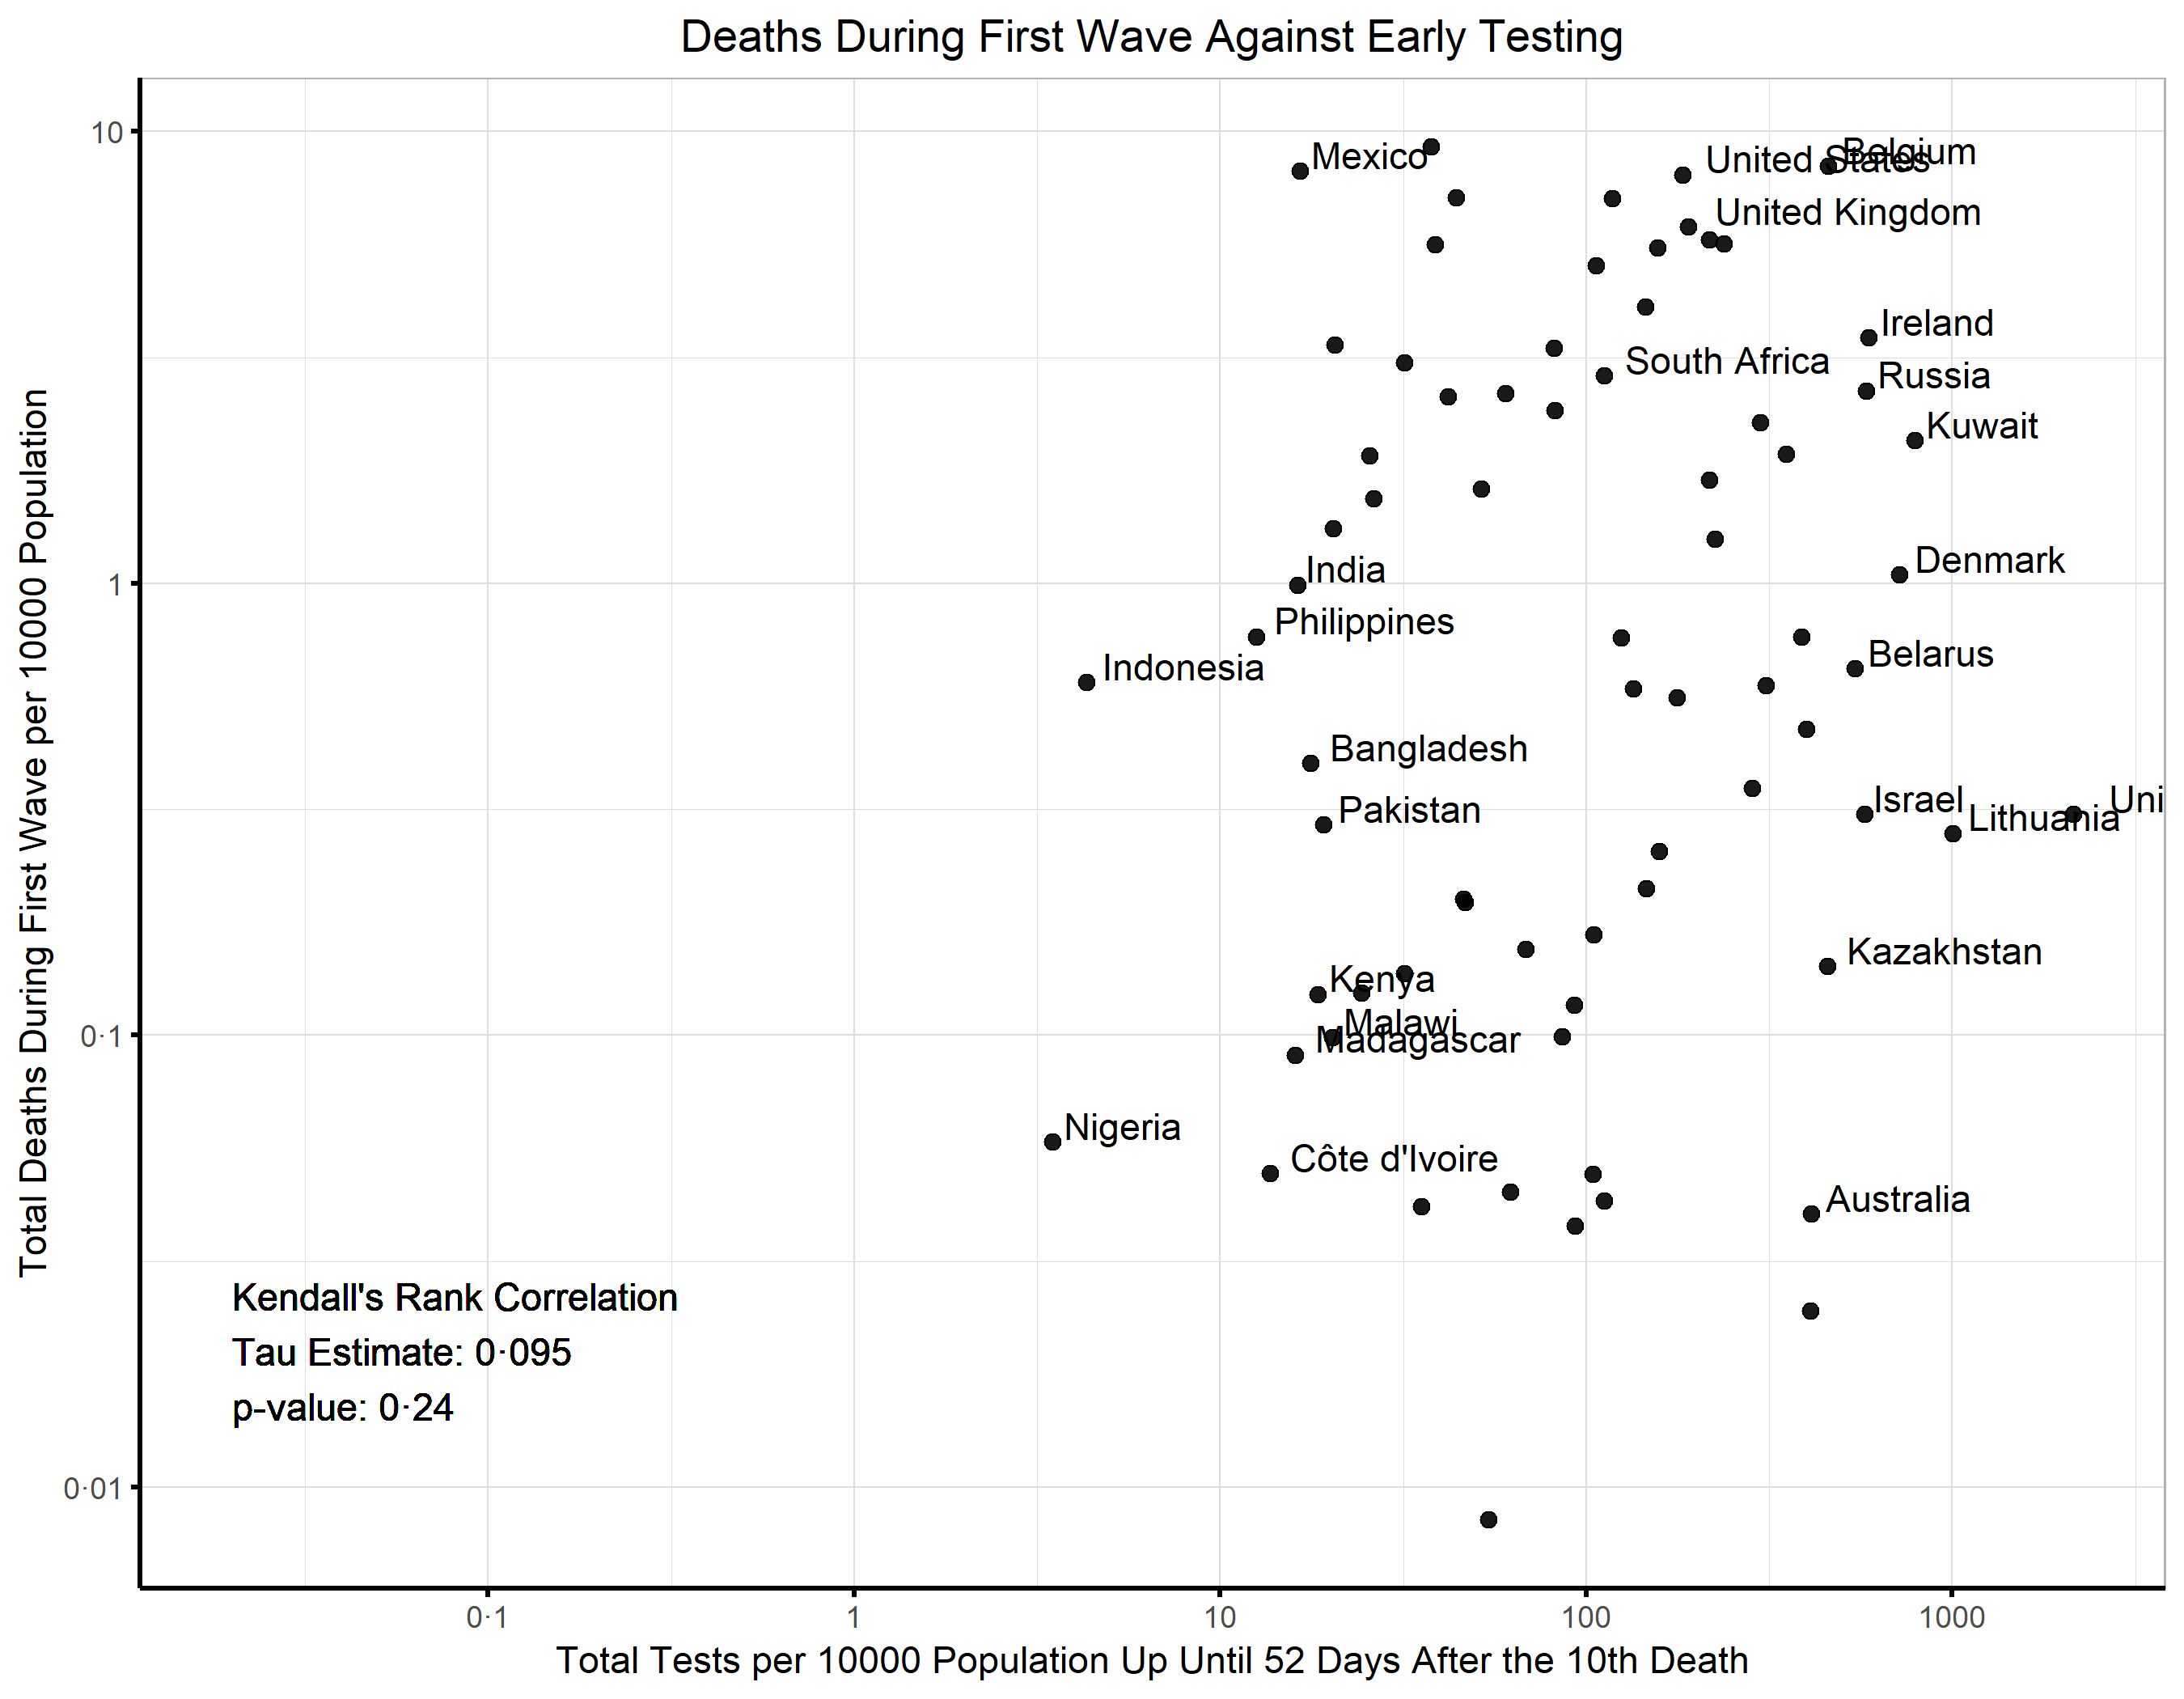 Deaths During First Wave Against Early Testing
10
Mexico
United States
Belgium
United Kingdom
Ireland
South Africa
Russia
Kuwait
1
India
Denmark
Philippines
Belarus
Indonesia
Bangladesh
Israel
Uni
Pakistan
Lithuania
Kazakhstan
Kenya
0·1
Malawi
Madagascar
Nigeria
Côte d'Ivoire
Australia
Kendall's Rank Correlation
Tau Estimate: 0·095
p-value: 0·24
0·01
Total Deaths During First Wave per 10000 Population
0·1
1
10
100
1000
Total Tests per 10000 Population Up Until 52 Days After the 10th Death